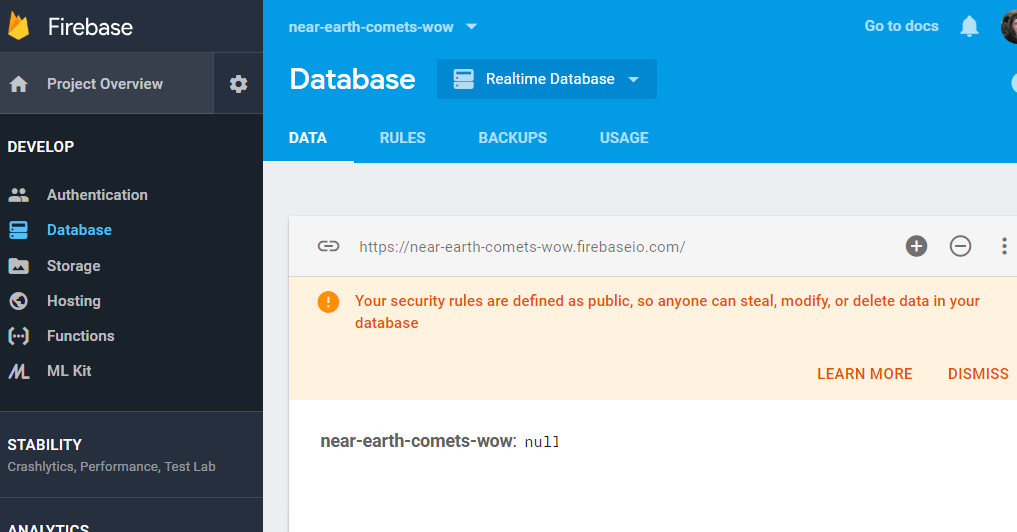 Firebase
near-earth-comets-wow
Go to docs
Project Overview
Database
Realtime Database
DATA
RULES
BACKUPS
USAGE
DEVELOP
Authentication
Database
Storage
Hosting
Functions
ML Kit
STABILITY
Crashlytics, Performance, Test Lab
ANALYTICS
https://near-earth-comets-wow.firebaseio.com/
Your security rules are defined as public, so anyone can steal, modify, or delete data in your
database
LEARN MORE
DISMISS
near-earth-comets-wow: null